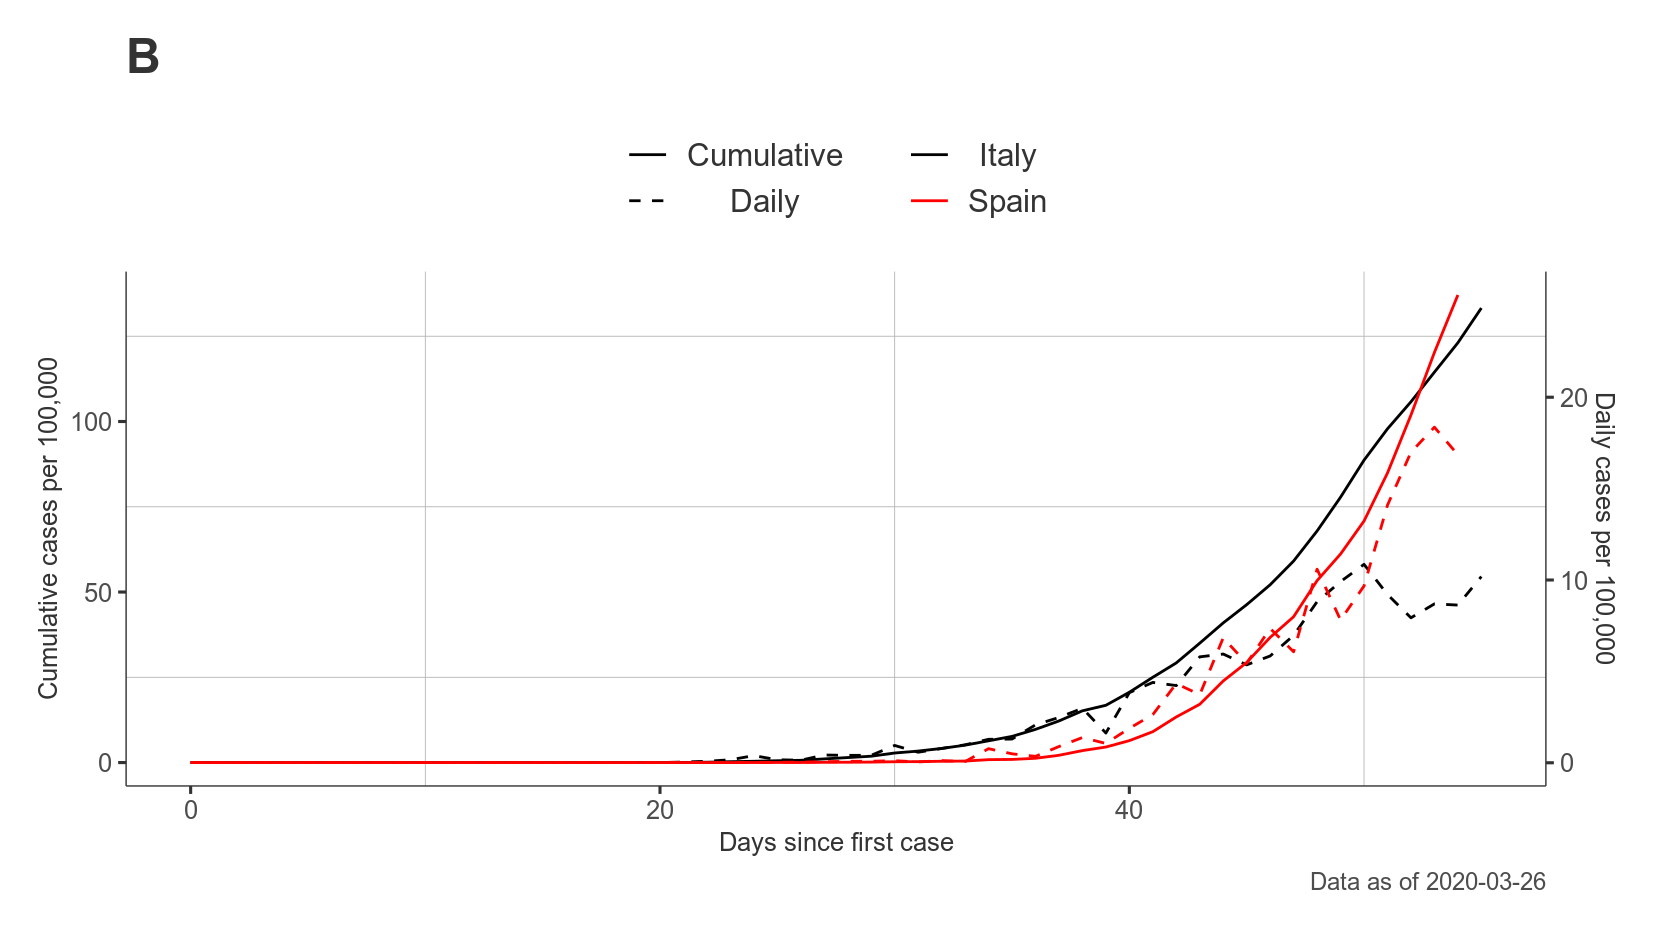 B
Cumulative
Italy
Daily
Spain
Cumulative cases per 100,000
100
50
0
20
10
0
Daily cases per 100,000
0
20
40
Days since first case
Data as of 2020-03-26